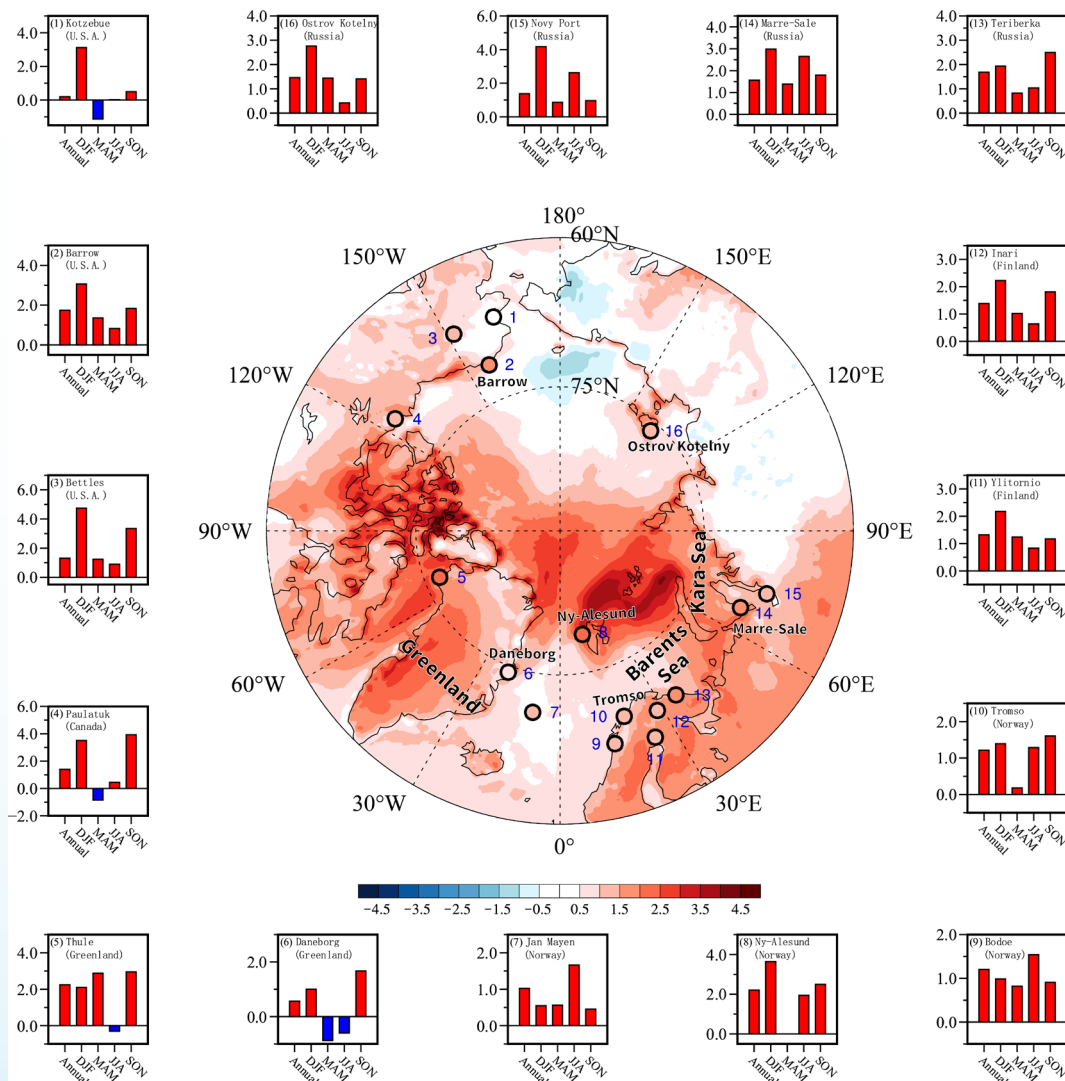 (1) Kotzebue
(U.S.A.)
4.0
2.0
0.0
Annual
DJF
MAM
JJA
SON
(16) Ostrov Kotelny
(Russia)
4.0
3.0
2.0
1.0
0.0
Annual
DJF
MAM
JJA
SON
(15) Novy Port
(Russia)
6.0
4.0
2.0
0.0
Annual
DJF
MAM
JJA
SON
(14) Marre-Sale
(Russia)
4.0
3.0
2.0
1.0
0.0
Annual
DJF
MAM
JJA
SON
(13) Teriberka
(Russia)
4.0
3.0
2.0
1.0
0.0
Annual
DJF
MAM
JJA
SON
(2) Barrow
(U.S.A.)
4.0
2.0
0.0
Annual
DJF
MAM
JJA
SON
(12) Inari
(Finland)
3.0
2.0
1.0
0.0
Annual
DJF
MAM
JJA
SON
(3) Bettles
(U.S.A.)
6.0
4.0
2.0
0.0
Annual
DJF
MAM
JJA
SON
(11) Ylitornio
(Finland)
3.0
2.0
1.0
0.0
Annual
DJF
MAM
JJA
SON
(4) Paulatuk
(Canada)
6.0
4.0
2.0
0.0
−2.0
Annual
DJF
MAM
JJA
SON
(10) Tromso
(Norway)
2.0
1.0
0.0
Annual
DJF
MAM
JJA
SON
180°
60°N
150°W
150°E
1
3
2
Barrow
75°N
120°W
120°E
4
16
Ostrov Kotelny
90°W
90°E
Kara Sea
5
15
14
Ny-Alesund
8
Marre-Sale
Greenland
Daneborg
6
Barents
Sea
60°W
60°E
Tromso
13
7
10
12
9
11
30°W
30°E
0°
−4.5
−3.5
−2.5
−1.5
−0.5
0.5
1.5
2.5
3.5
4.5
(5) Thule
(Greenland)
4.0
2.0
0.0
Annual
DJF
MAM
JJA
SON
(6) Daneborg
(Greenland)
2.0
0.0
Annual
DJF
MAM
JJA
SON
(7) Jan Mayen
(Norway)
2.0
1.0
0.0
Annual
DJF
MAM
JJA
SON
(8) Ny-Alesund
(Norway)
4.0
2.0
0.0
Annual
DJF
MAM
JJA
SON
(9) Bodoe
(Norway)
2.0
1.0
0.0
Annual
DJF
MAM
JJA
SON